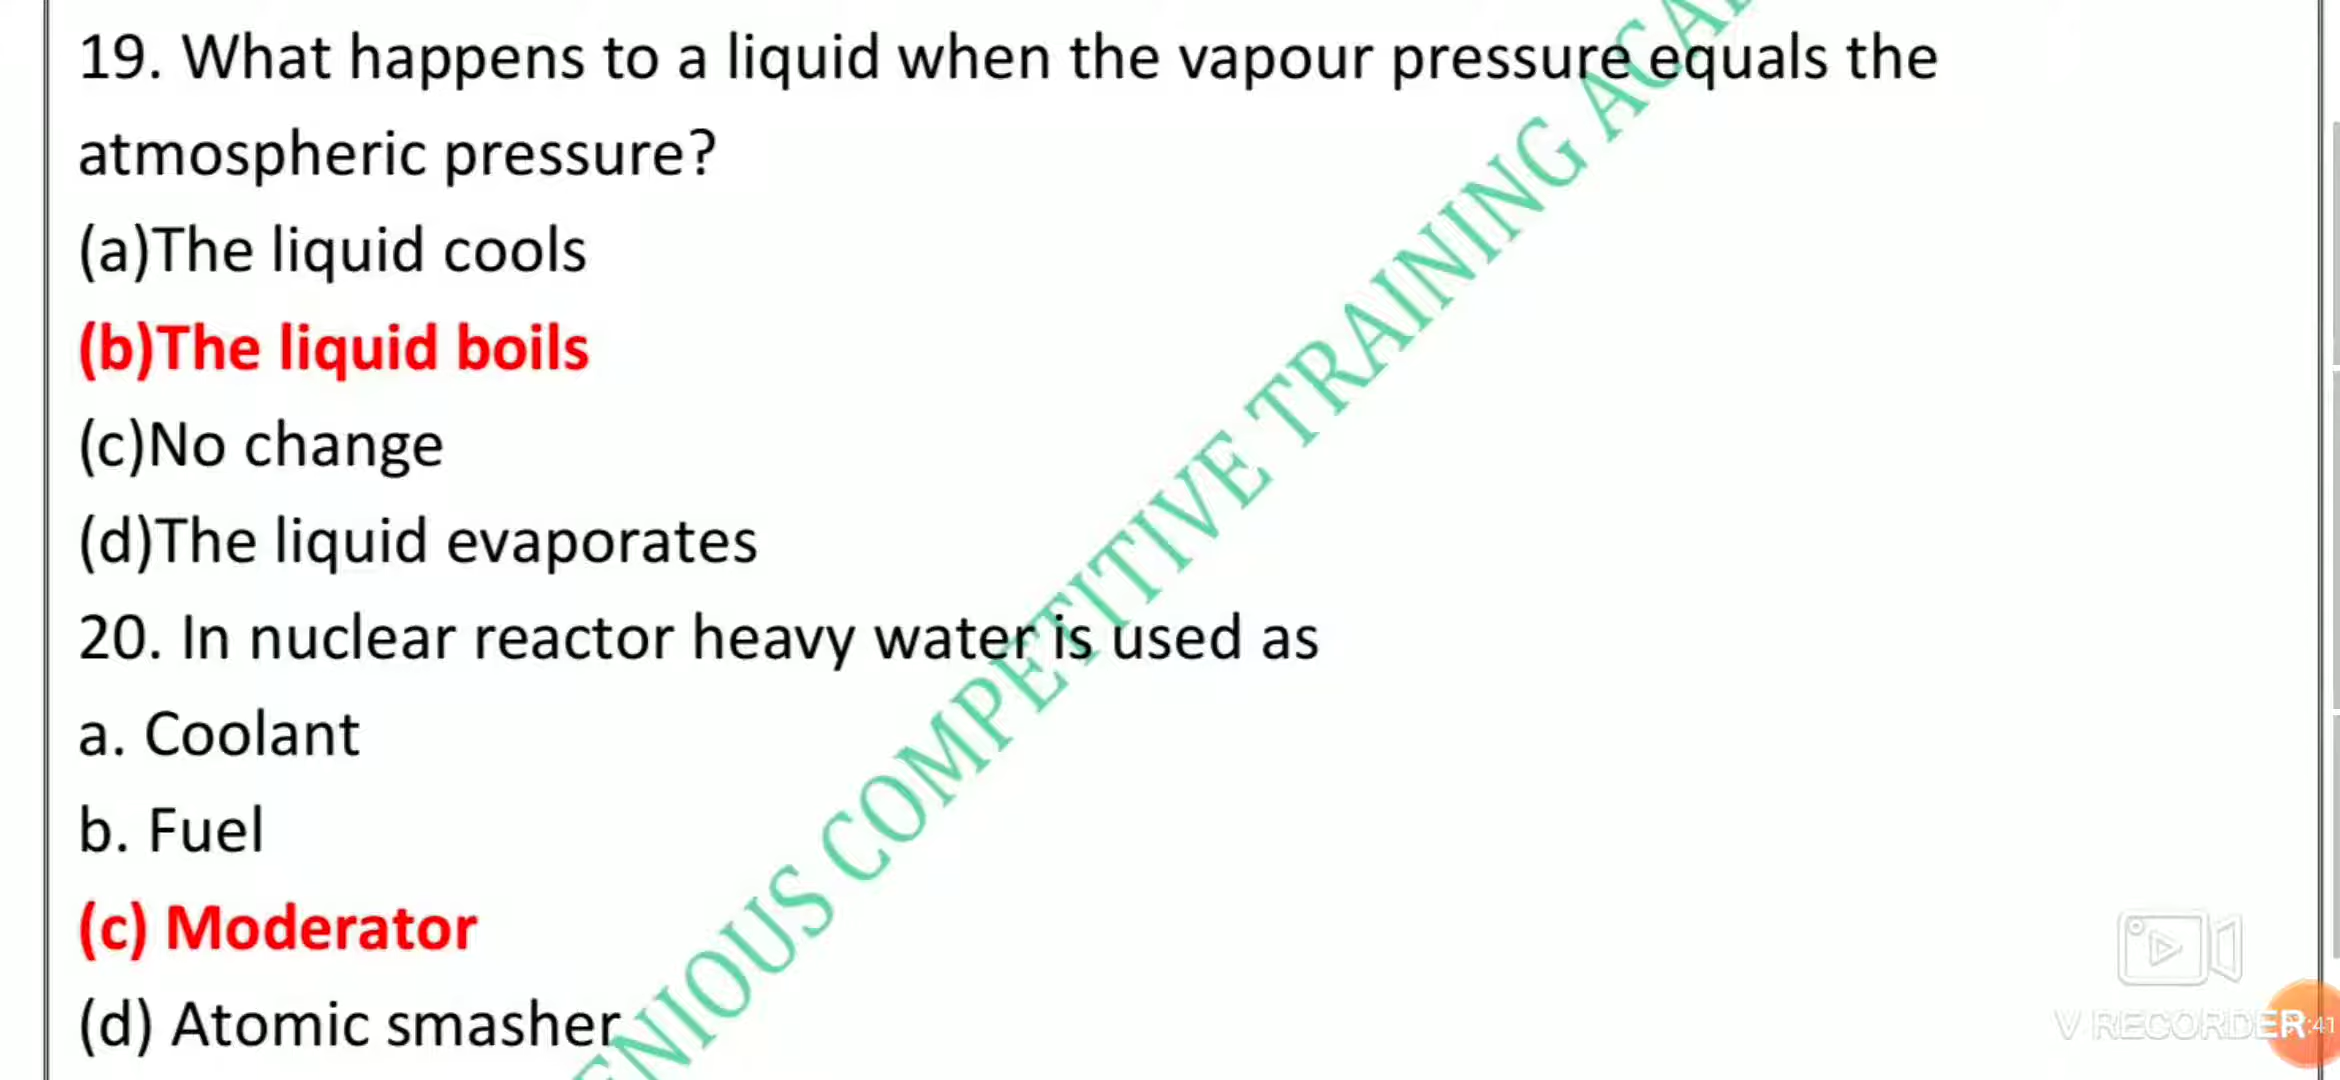 19. What happens to a liquid when the vapour pressure equals the
atmospheric pressure?
(a)The liquid cools
(b)The liquid boils
(c)No change
(d)The liquid evaporates
20. In nuclear reactor heavy water is used as
a. Coolant
b. Fuel
(c) Moderator
(d) Atomic smasher
COMPETITIVE TRAINING
V RECORDER
:41